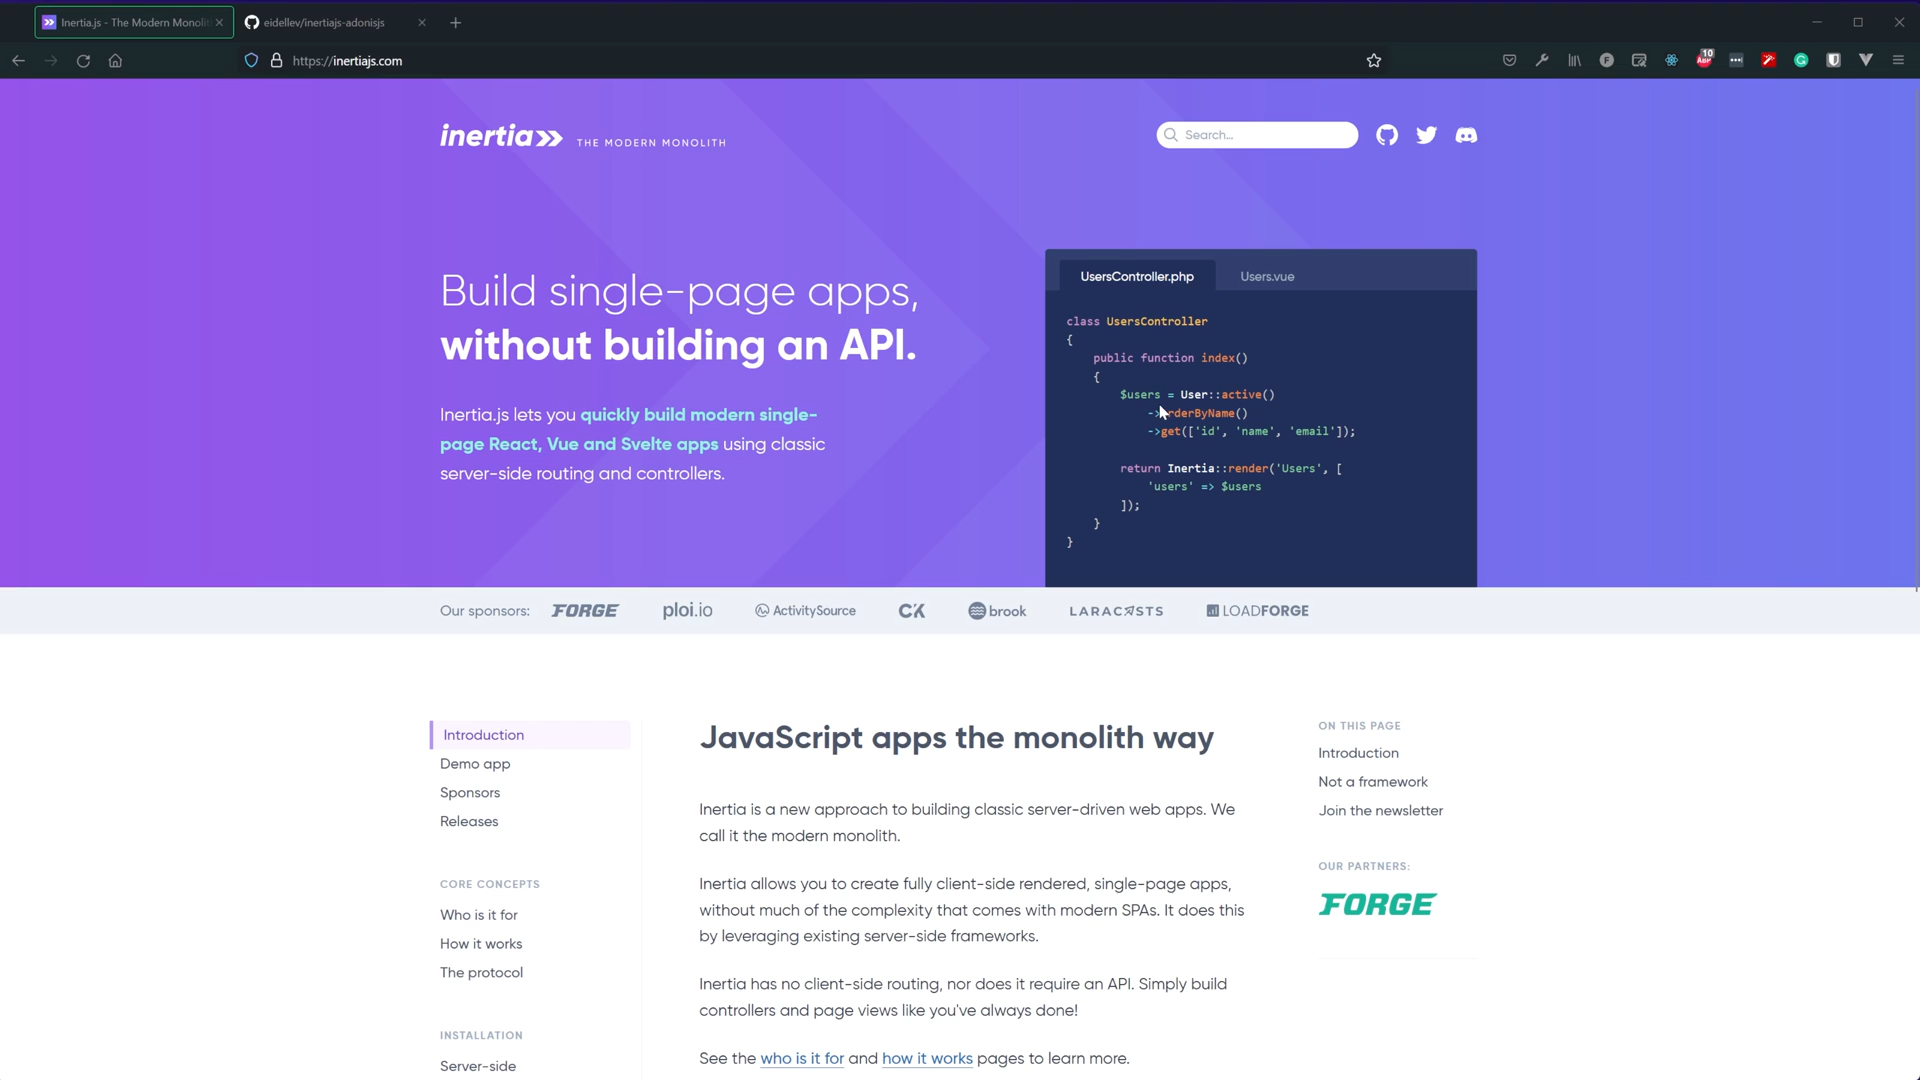 Inertia.js - The Modern Monolit
eidellev/inertiajs-adonisjs
https://inertiajs.com
10
ABP
inertia
THE MODERN MONOLITH
Search...
Build single-page apps,
without building an API.
Inertia.js lets you quickly build modern single-
page React, Vue and Svelte apps using classic
server-side routing and controllers.
UsersController.php
Users.vue
class UsersController
{
public function index()
{
$users = User::active()
->rderByName()
->get(['id', 'name', 'email']);
return Inertia::render('Users', [
'users' => $users
]);
}
}
Our sponsors:
FORGE
ploi.io
ActivitySource
CK
brook
LARACASTS
LOADFORGE
Introduction
Demo app
Sponsors
Releases
CORE CONCEPTS
Who is it for
How it works
The protocol
INSTALLATION
Server-side
JavaScript apps the monolith way
Inertia is a new approach to building classic server-driven web apps. We
call it the modern monolith.
Inertia allows you to create fully client-side rendered, single-page apps,
without much of the complexity that comes with modern SPAs. It does this
by leveraging existing server-side frameworks.
Inertia has no client-side routing, nor does it require an API. Simply build
controllers and page views like you've always done!
See the who is it for and how it works pages to learn more.
ON THIS PAGE
Introduction
Not a framework
Join the newsletter
OUR PARTNERS:
FORGE